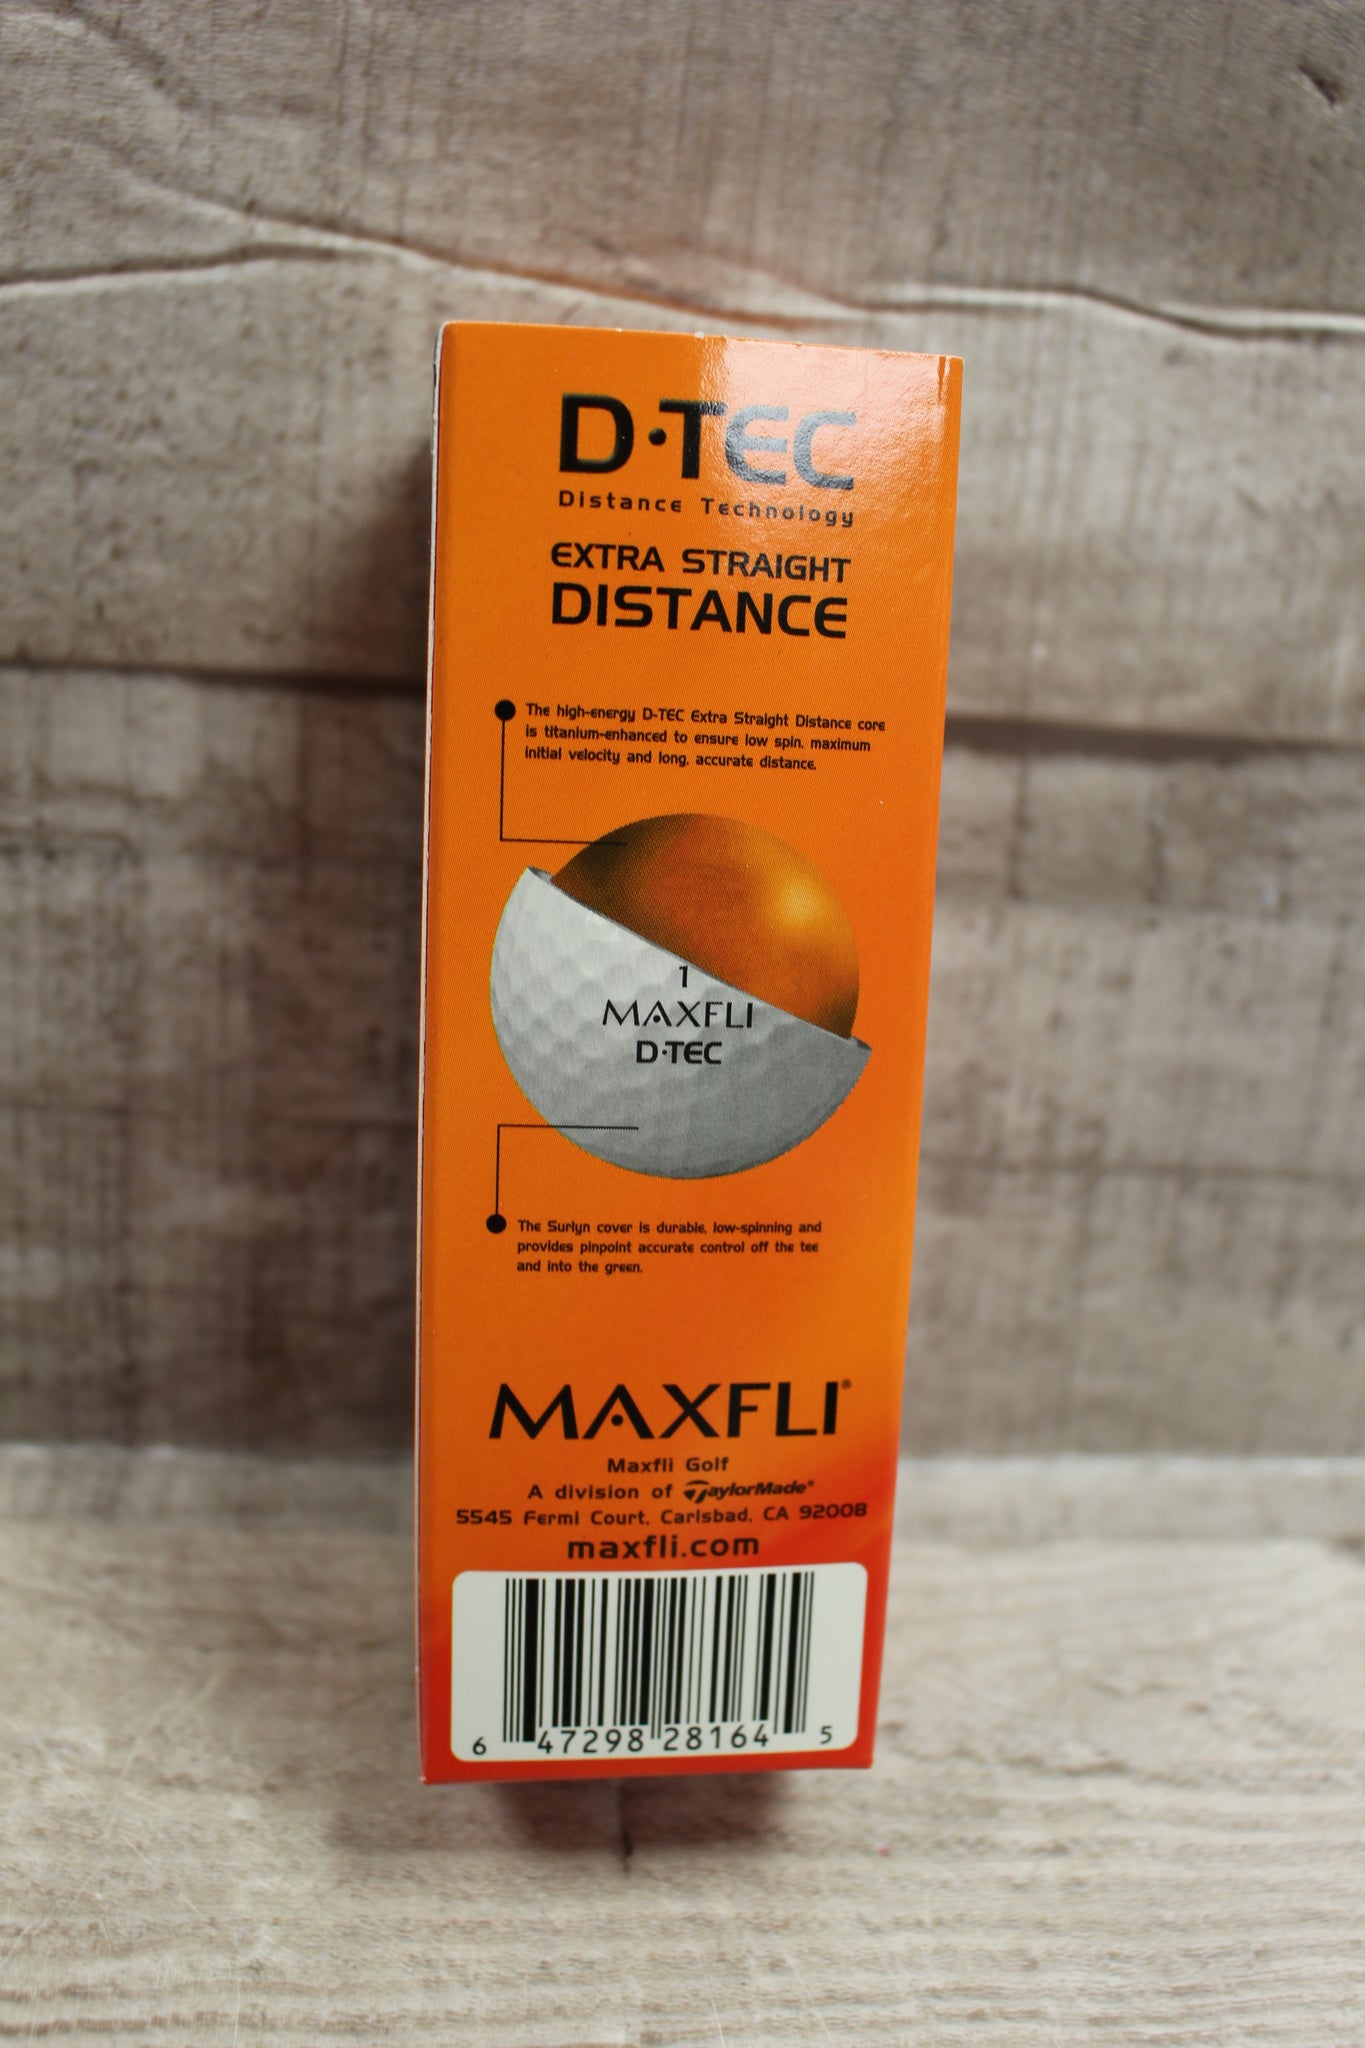 D·TEC
Distance Technology
EXTRA STRAIGHT
DISTANCE
The high-energy D-TEC Extra Straight Distance core
is titanium-enhanced to ensure low spin, maximum
initial velocity and long, accurate distance.
1
MAXFLI
D·TEC
The Surlyn cover is durable, low-spinning and
provides pinpoint accurate control off the tee
and into the green.
MAXFLI®
Maxfli Golf
A division of TaylorMade®
5545 Fermi Court, Carlsbad, CA 92008
maxfli.com
6 47298 28164 5